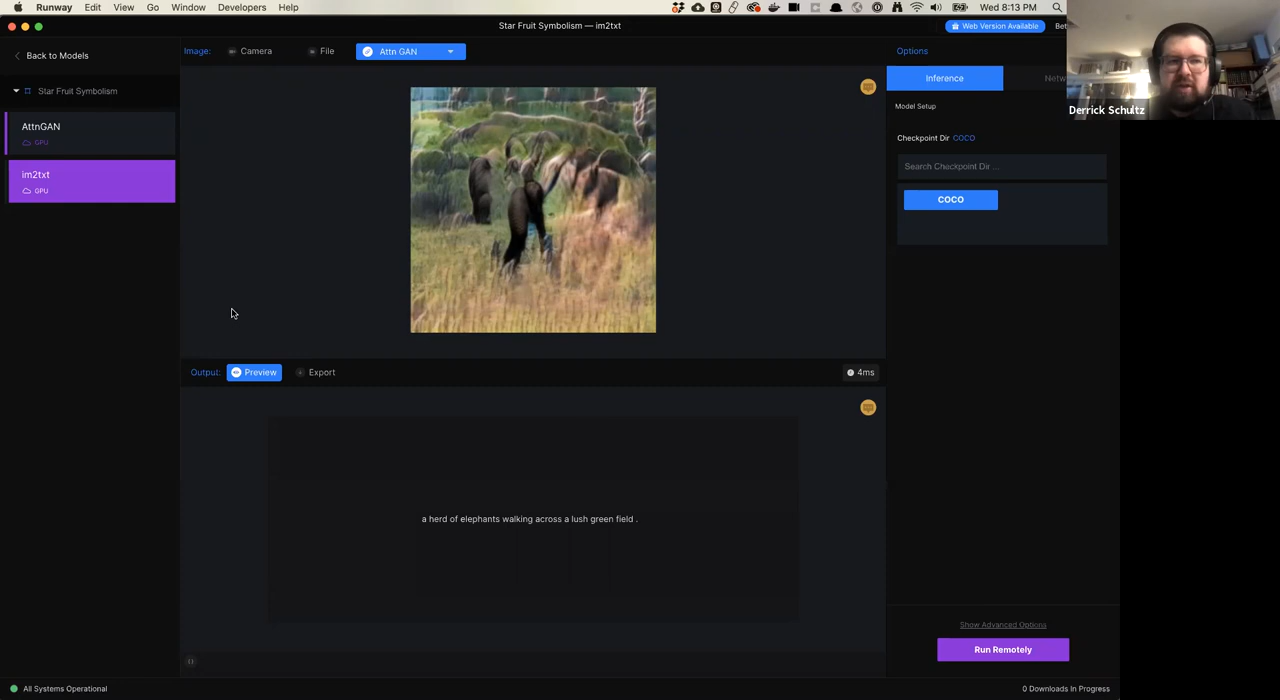 Runway File Edit View Go Window Developers Help
Wed 8:13 PM
Star Fruit Symbolism — im2txt
Web Version Available
Bet
Back to Models
Image: Camera File Attn GAN
Options
Star Fruit Symbolism
Inference
Netw
AttnGAN
GPU
im2txt
GPU
Model Setup
Checkpoint Dir COCO
Search Checkpoint Dir ...
COCO
Derrick Schultz
Output: Preview Export
4ms
a herd of elephants walking across a lush green field .
Show Advanced Options
Run Remotely
All Systems Operational
0 Downloads In Progress